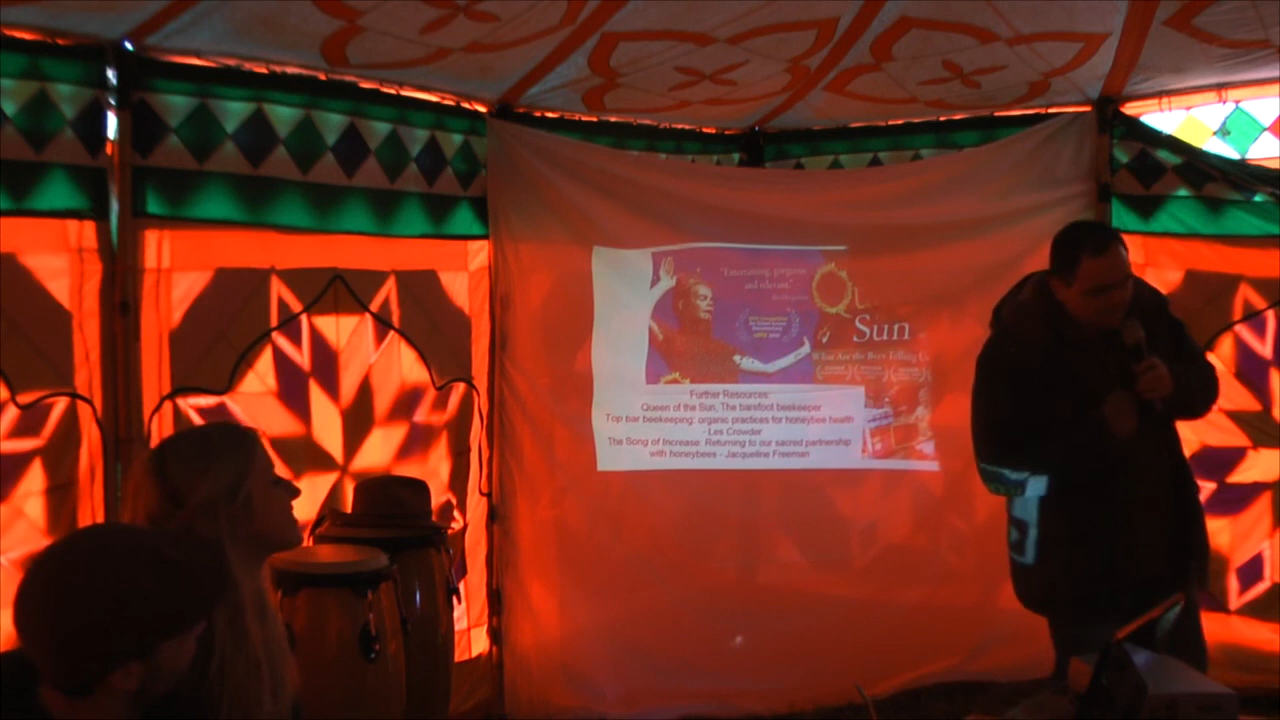 "Entertaining, gorgeous
and relevant."
Qu
Sun
What Are the Bees Telling U
Further Resources:
Queen of the Sun, The barefoot beekeeper
Top bar beekeeping: organic practices for honeybee health
- Les Crowder
The Song of Increase: Returning to our sacred partnership
with honeybees - Jacqueline Freeman